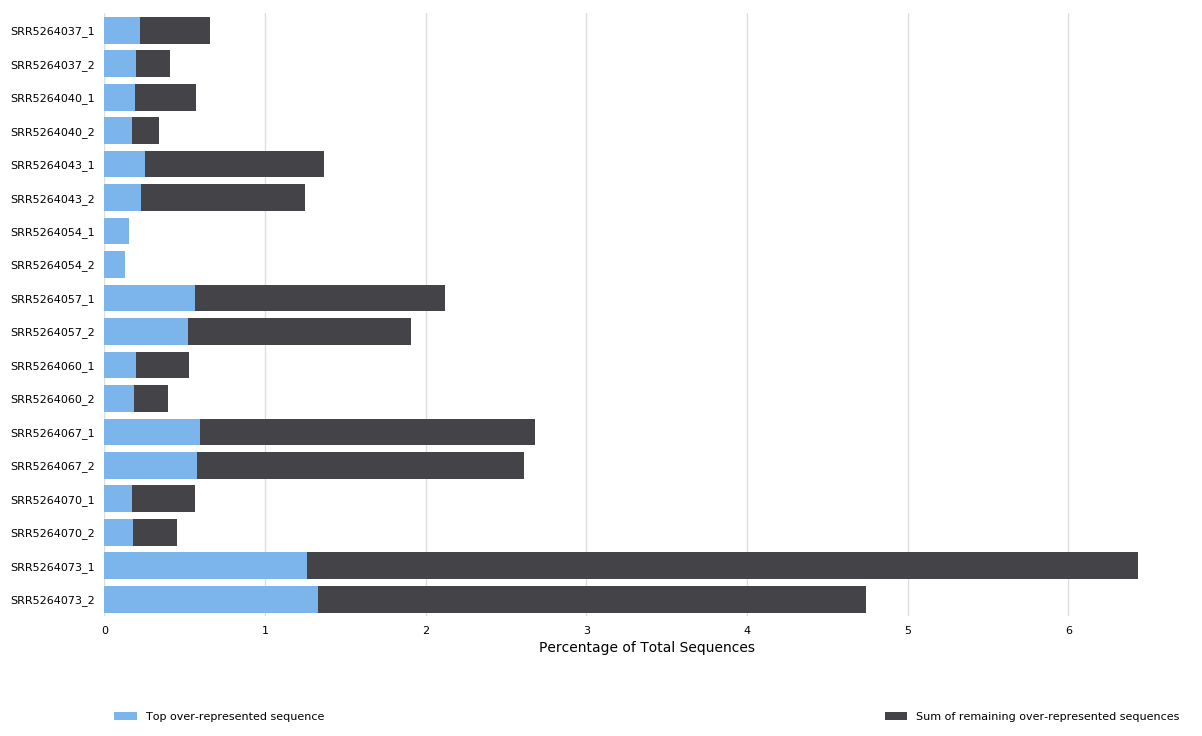 SRR5264037_1
SRR5264037_2
SRR5264040_1
SRR5264040_2
SRR5264043_1
SRR5264043_2
SRR5264054_1
SRR5264054_2
SRR5264057_1
SRR5264057_2
SRR5264060_1
SRR5264060_2
SRR5264067_1
SRR5264067_2
SRR5264070_1
SRR5264070_2
SRR5264073_1
SRR5264073_2
0 1 2 3 4 5 6
Percentage of Total Sequences
Top over-represented sequence
Sum of remaining over-represented sequences